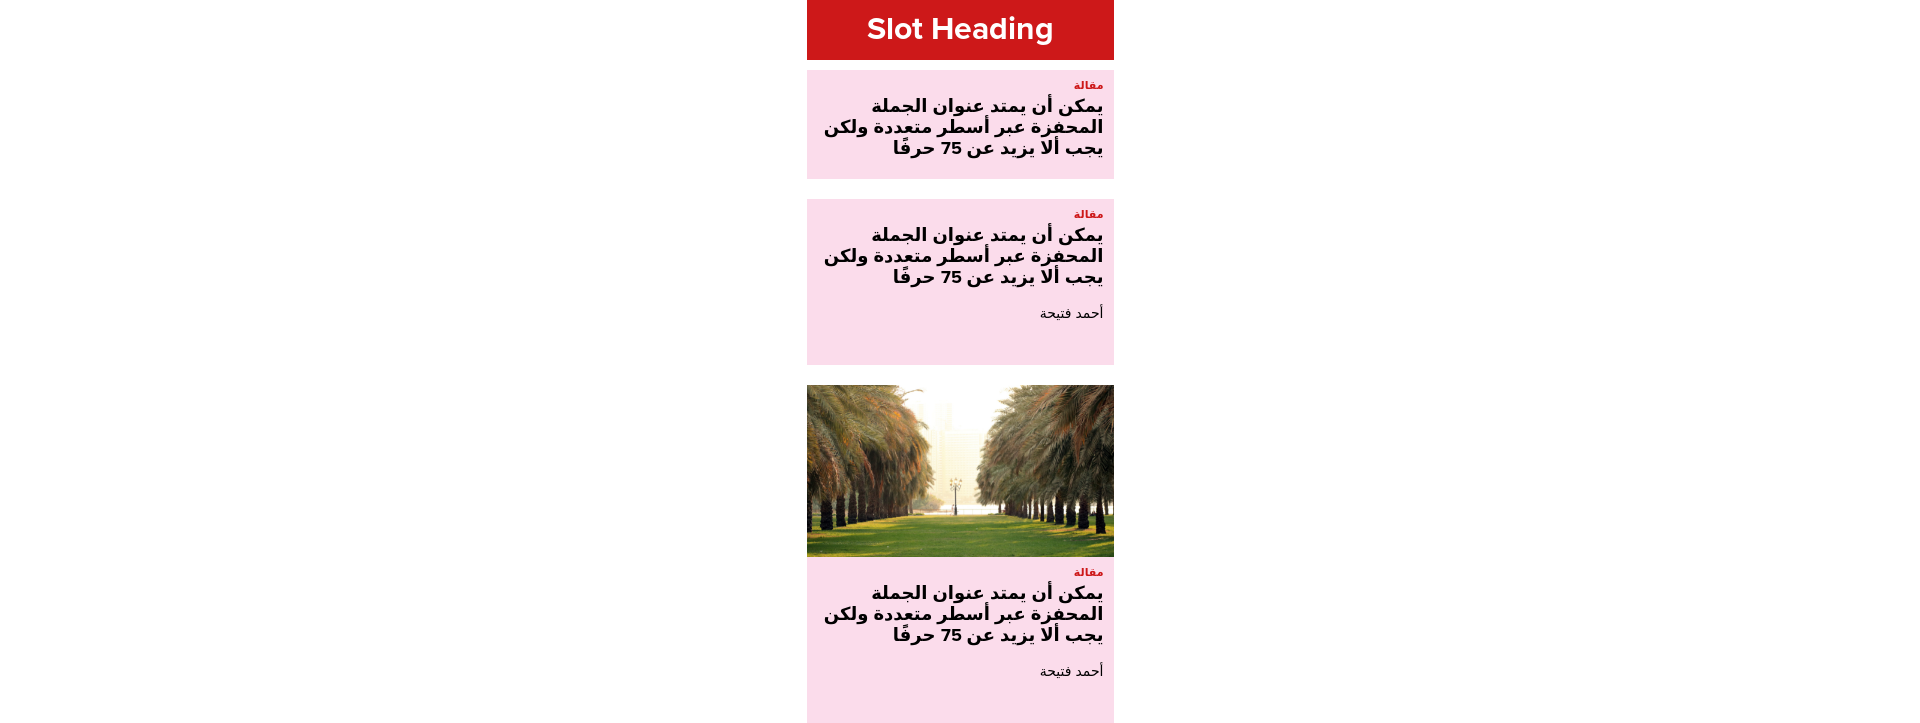 Slot Heading
مقالة
يمكن أن يمتد عنوان الجملة
المحفزة عبر أسطر متعددة ولكن
يجب ألا يزيد عن 75 حرفًا
مقالة
يمكن أن يمتد عنوان الجملة
المحفزة عبر أسطر متعددة ولكن
يجب ألا يزيد عن 75 حرفًا
أحمد فتيحة
مقالة
يمكن أن يمتد عنوان الجملة
المحفزة عبر أسطر متعددة ولكن
يجب ألا يزيد عن 75 حرفًا
أحمد فتيحة